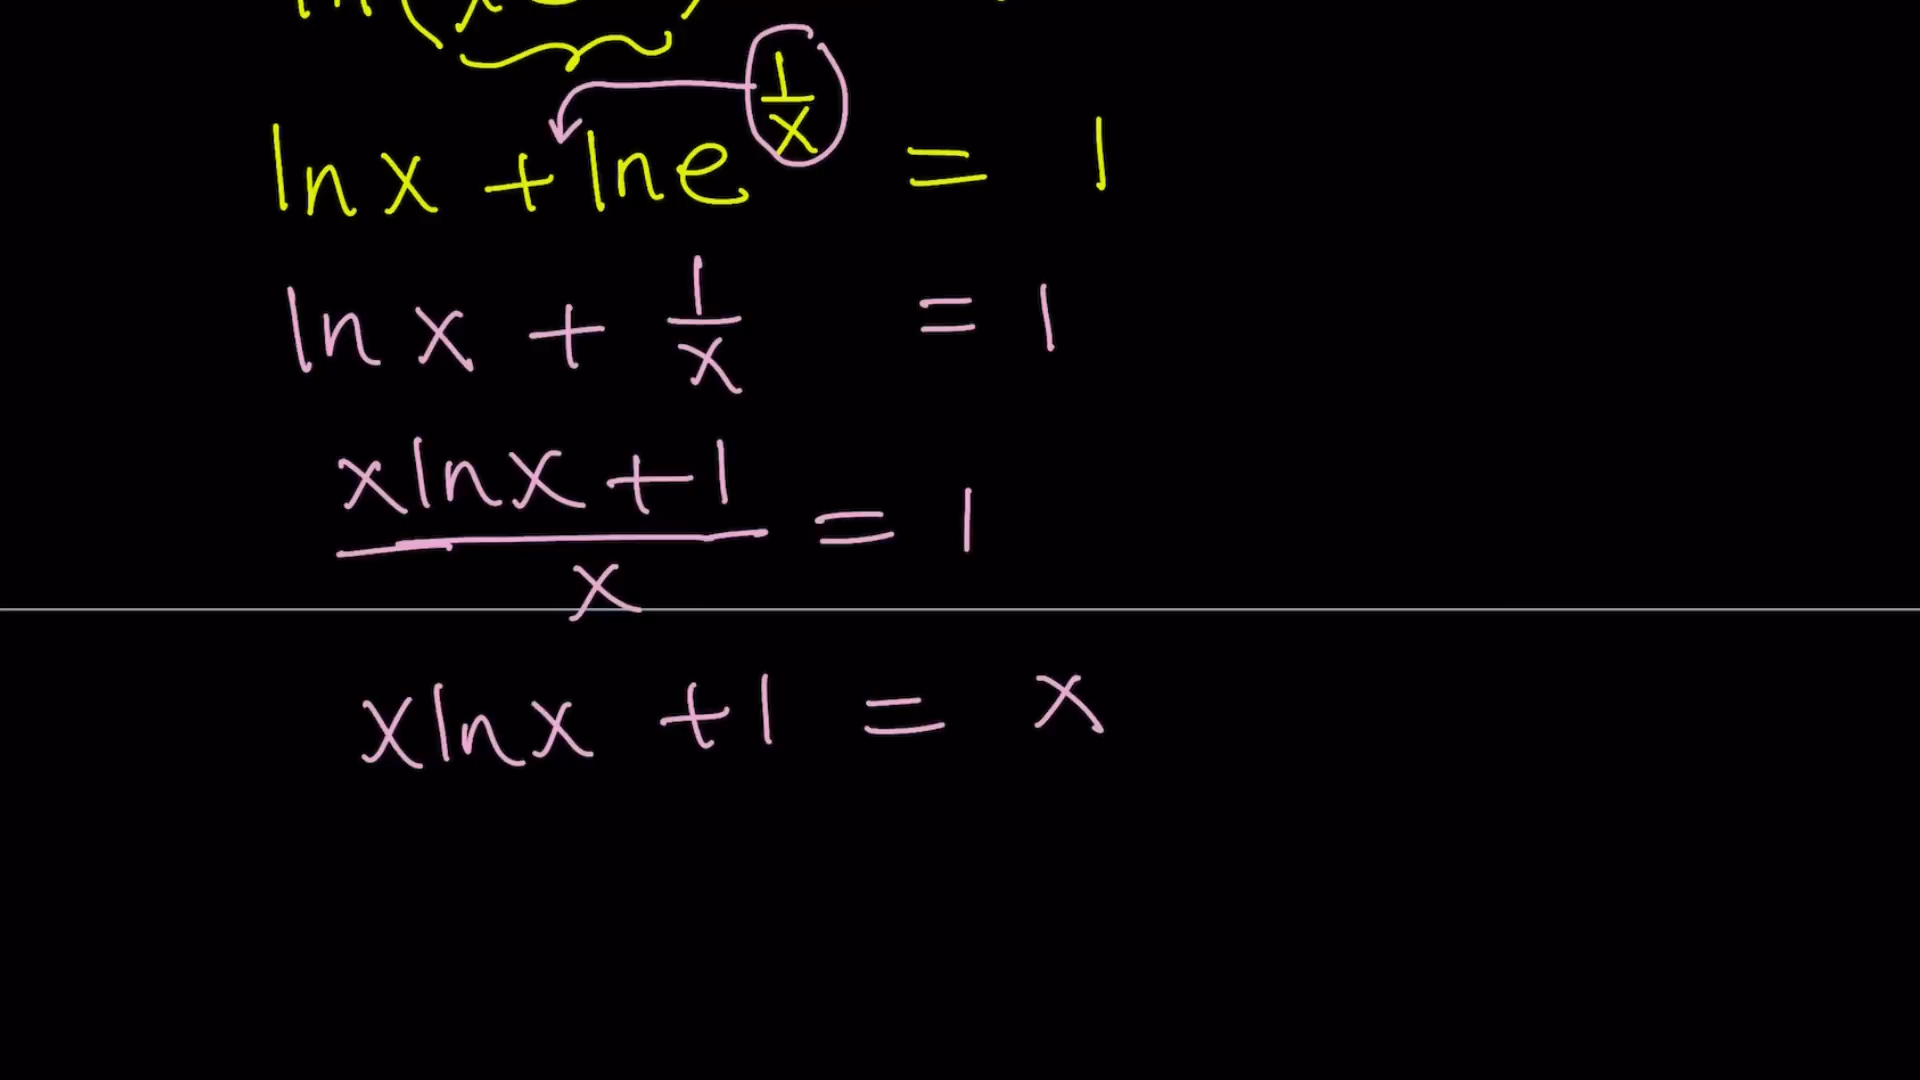 ln x + ln e^(1/x) = 1
ln x + 1/x = 1
(x ln x + 1)/x = 1
x ln x + 1 = x